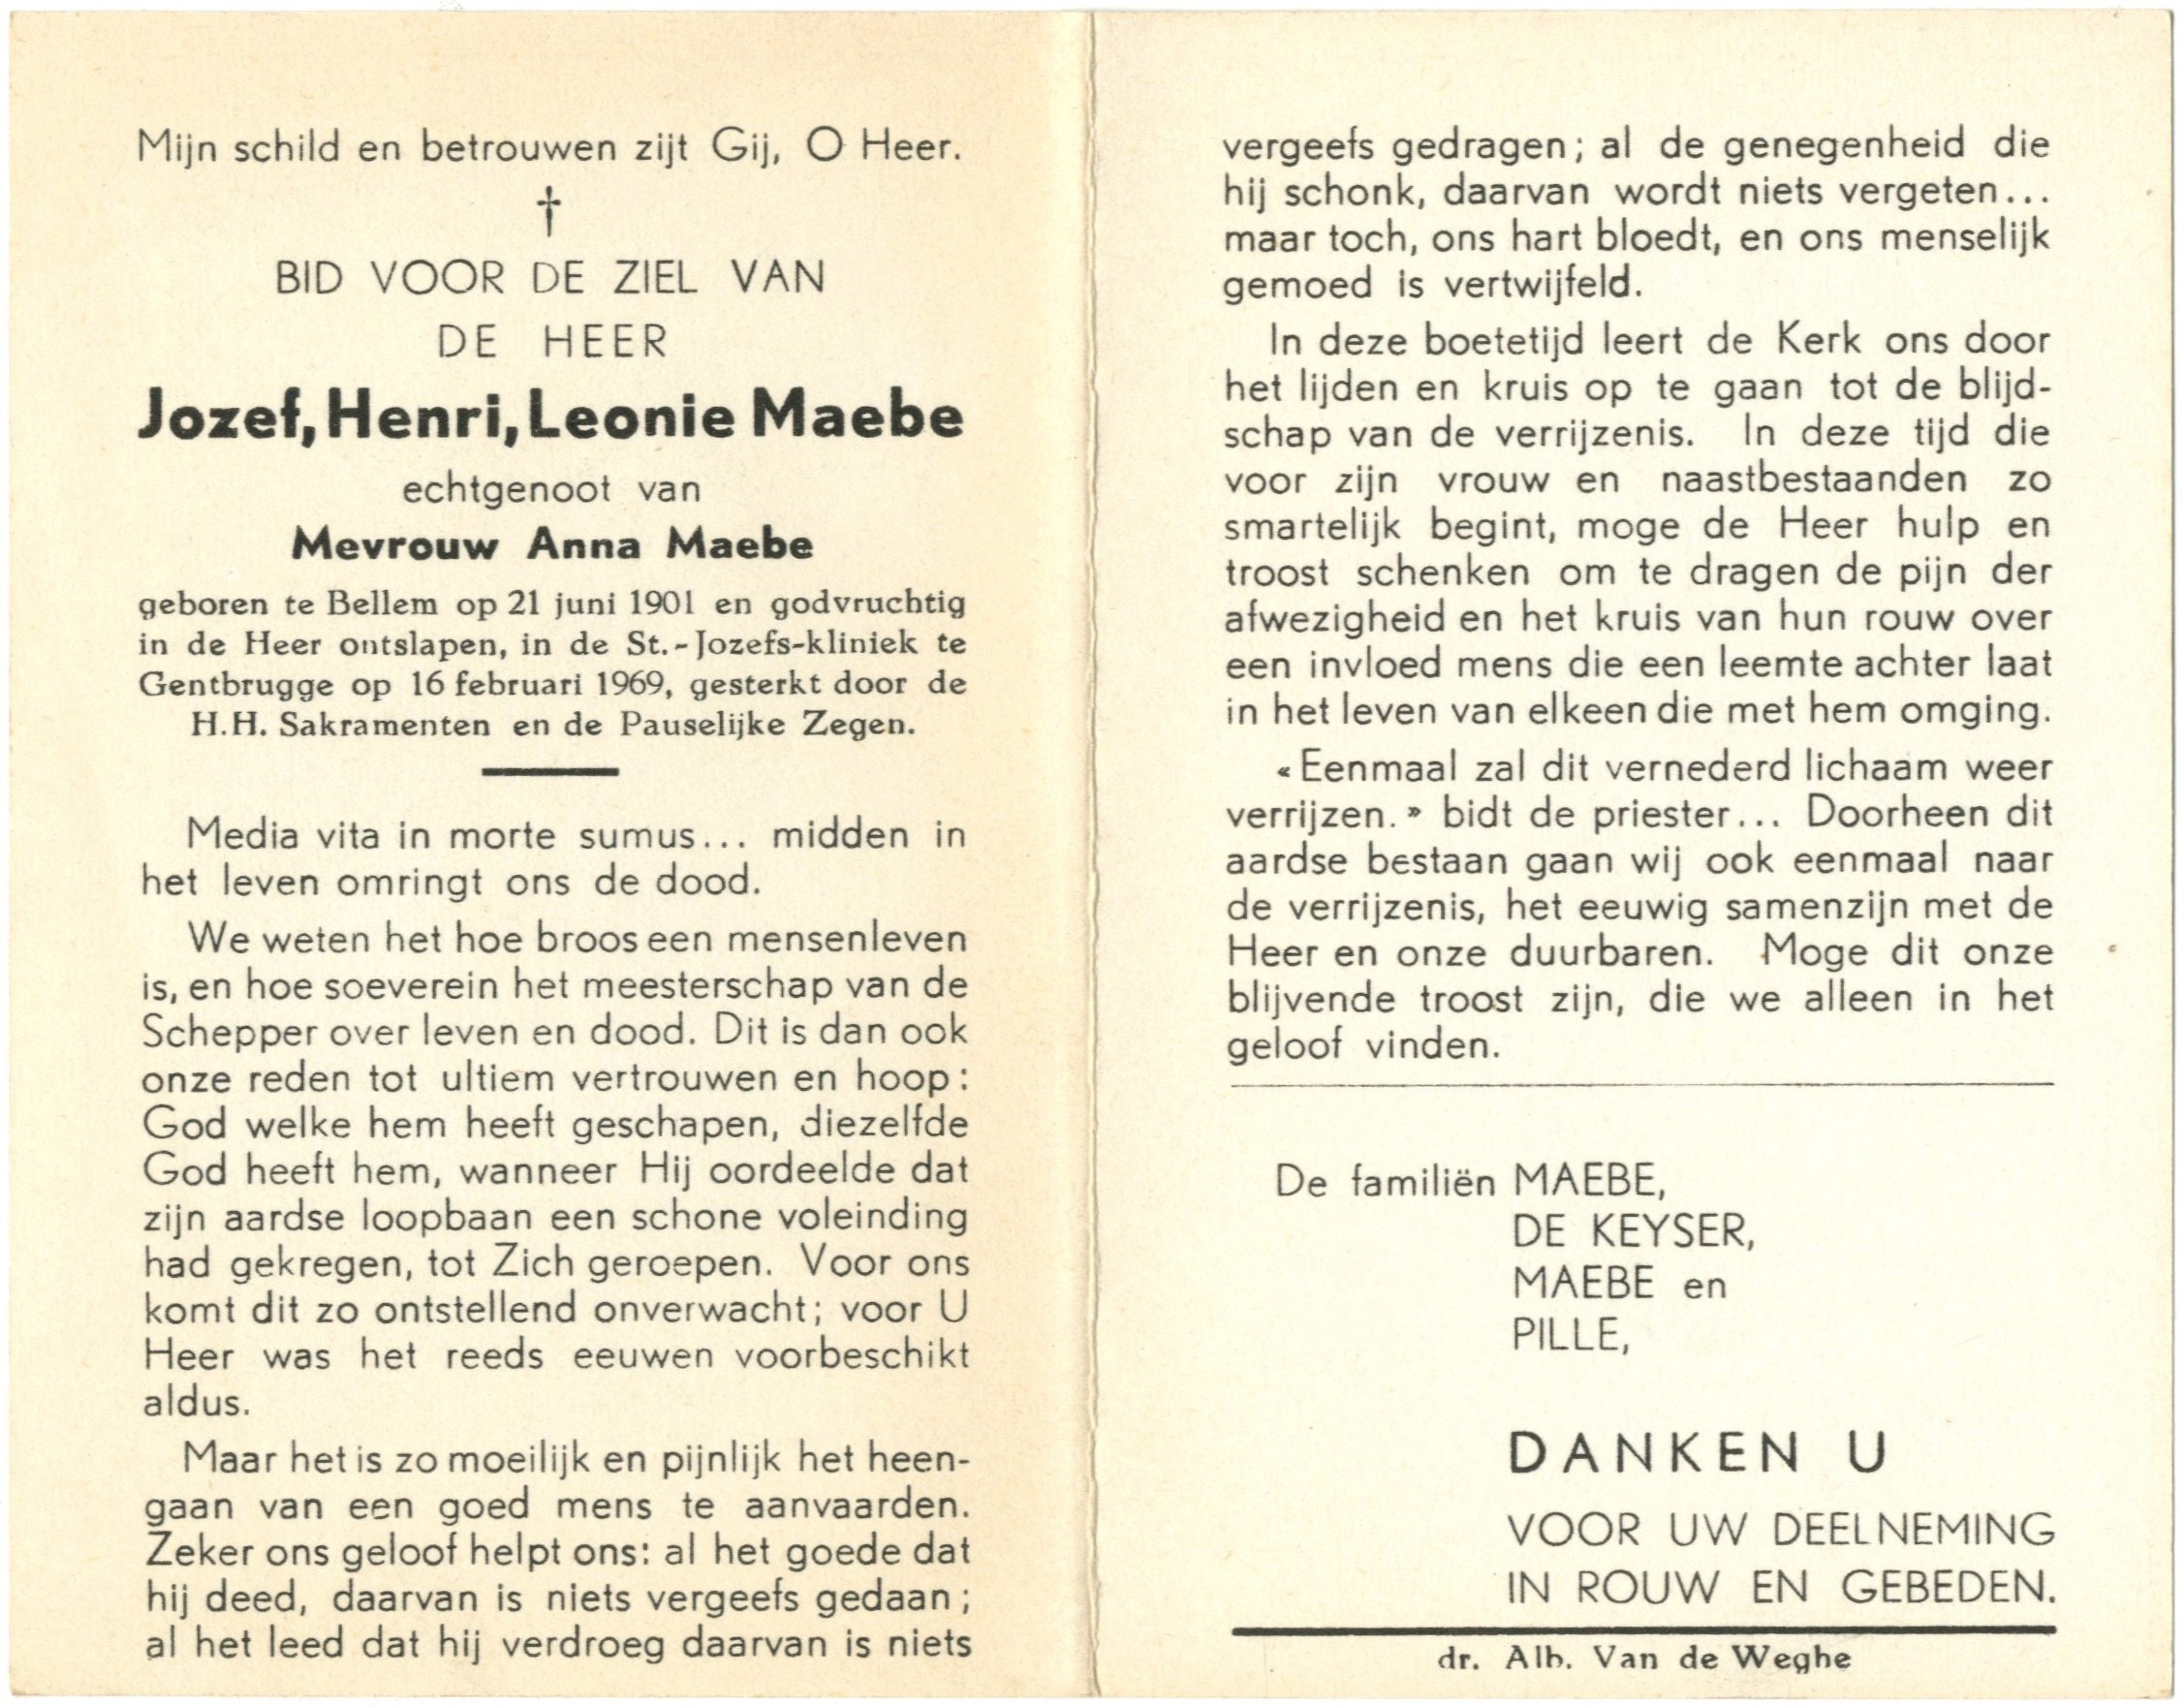 Mijn schild en betrouwen zijt Gij, O Heer.
†
BID VOOR DE ZIEL VAN
DE HEER
Jozef, Henri, Leonie Maebe
echtgenoot van
Mevrouw Anna Maebe
geboren te Bellem op 21 juni 1901 en godvruchtig
in de Heer ontslapen, in de St.-Jozefs-kliniek te
Gentbrugge op 16 februari 1969, gesterkt door de
H.H. Sakramenten en de Pauselijke Zegen.
Media vita in morte sumus... midden in
het leven omringt ons de dood.
We weten het hoe broos een mensenleven
is, en hoe soeverein het meesterschap van de
Schepper over leven en dood. Dit is dan ook
onze reden tot ultiem vertrouwen en hoop:
God welke hem heeft geschapen, diezelfde
God heeft hem, wanneer Hij oordeelde dat
zijn aardse loopbaan een schone voleinding
had gekregen, tot Zich geroepen. Voor ons
komt dit zo ontstellend onverwacht; voor U
Heer was het reeds eeuwen voorbeschikt
aldus.
Maar het is zo moeilijk en pijnlijk het heen-
gaan van een goed mens te aanvaarden.
Zeker ons geloof helpt ons: al het goede dat
hij deed, daarvan is niets vergeefs gedaan;
al het leed dat hij verdroeg daarvan is niets
vergeefs gedragen; al de genegenheid die
hij schonk, daarvan wordt niets vergeten...
maar toch, ons hart bloedt, en ons menselijk
gemoed is vertwijfeld.
In deze boetetijd leert de Kerk ons door
het lijden en kruis op te gaan tot de blijd-
schap van de verrijzenis. In deze tijd die
voor zijn vrouw en naastbestaanden zo
smartelijk begint, moge de Heer hulp en
troost schenken om te dragen de pijn der
afwezigheid en het kruis van hun rouw over
een invloed mens die een leemte achter laat
in het leven van elkeen die met hem omging.
« Eenmaal zal dit vernederd lichaam weer
verrijzen. » bidt de priester... Doorheen dit
aardse bestaan gaan wij ook eenmaal naar
de verrijzenis, het eeuwig samenzijn met de
Heer en onze duurbaren. Moge dit onze
blijvende troost zijn, die we alleen in het
geloof vinden.
De familiën MAEBE,
DE KEYSER,
MAEBE en
PILLE,
DANKEN U
VOOR UW DEELNEMING
IN ROUW EN GEBEDEN.
dr. Alb. Van de Weghe